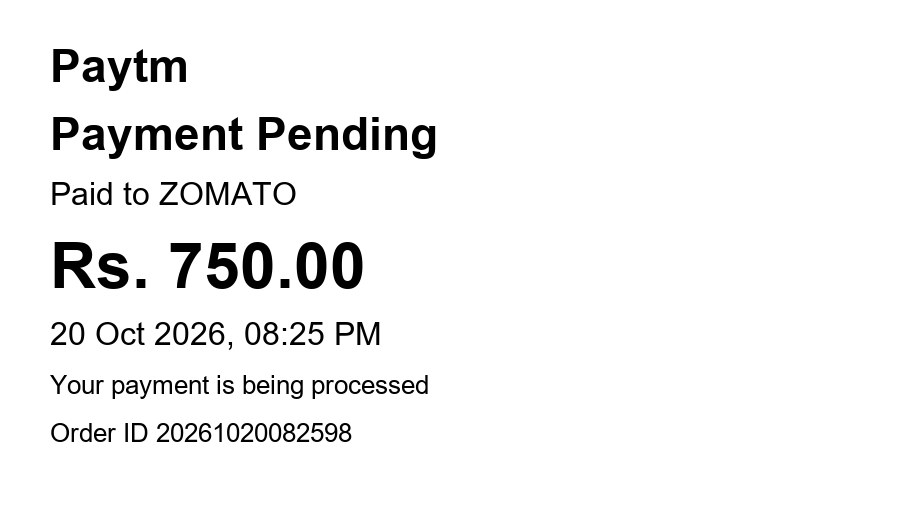 Paytm
Payment Pending
Paid to ZOMATO
Rs. 750.00
20 Oct 2026, 08:25 PM
Your payment is being processed
Order ID 20261020082598